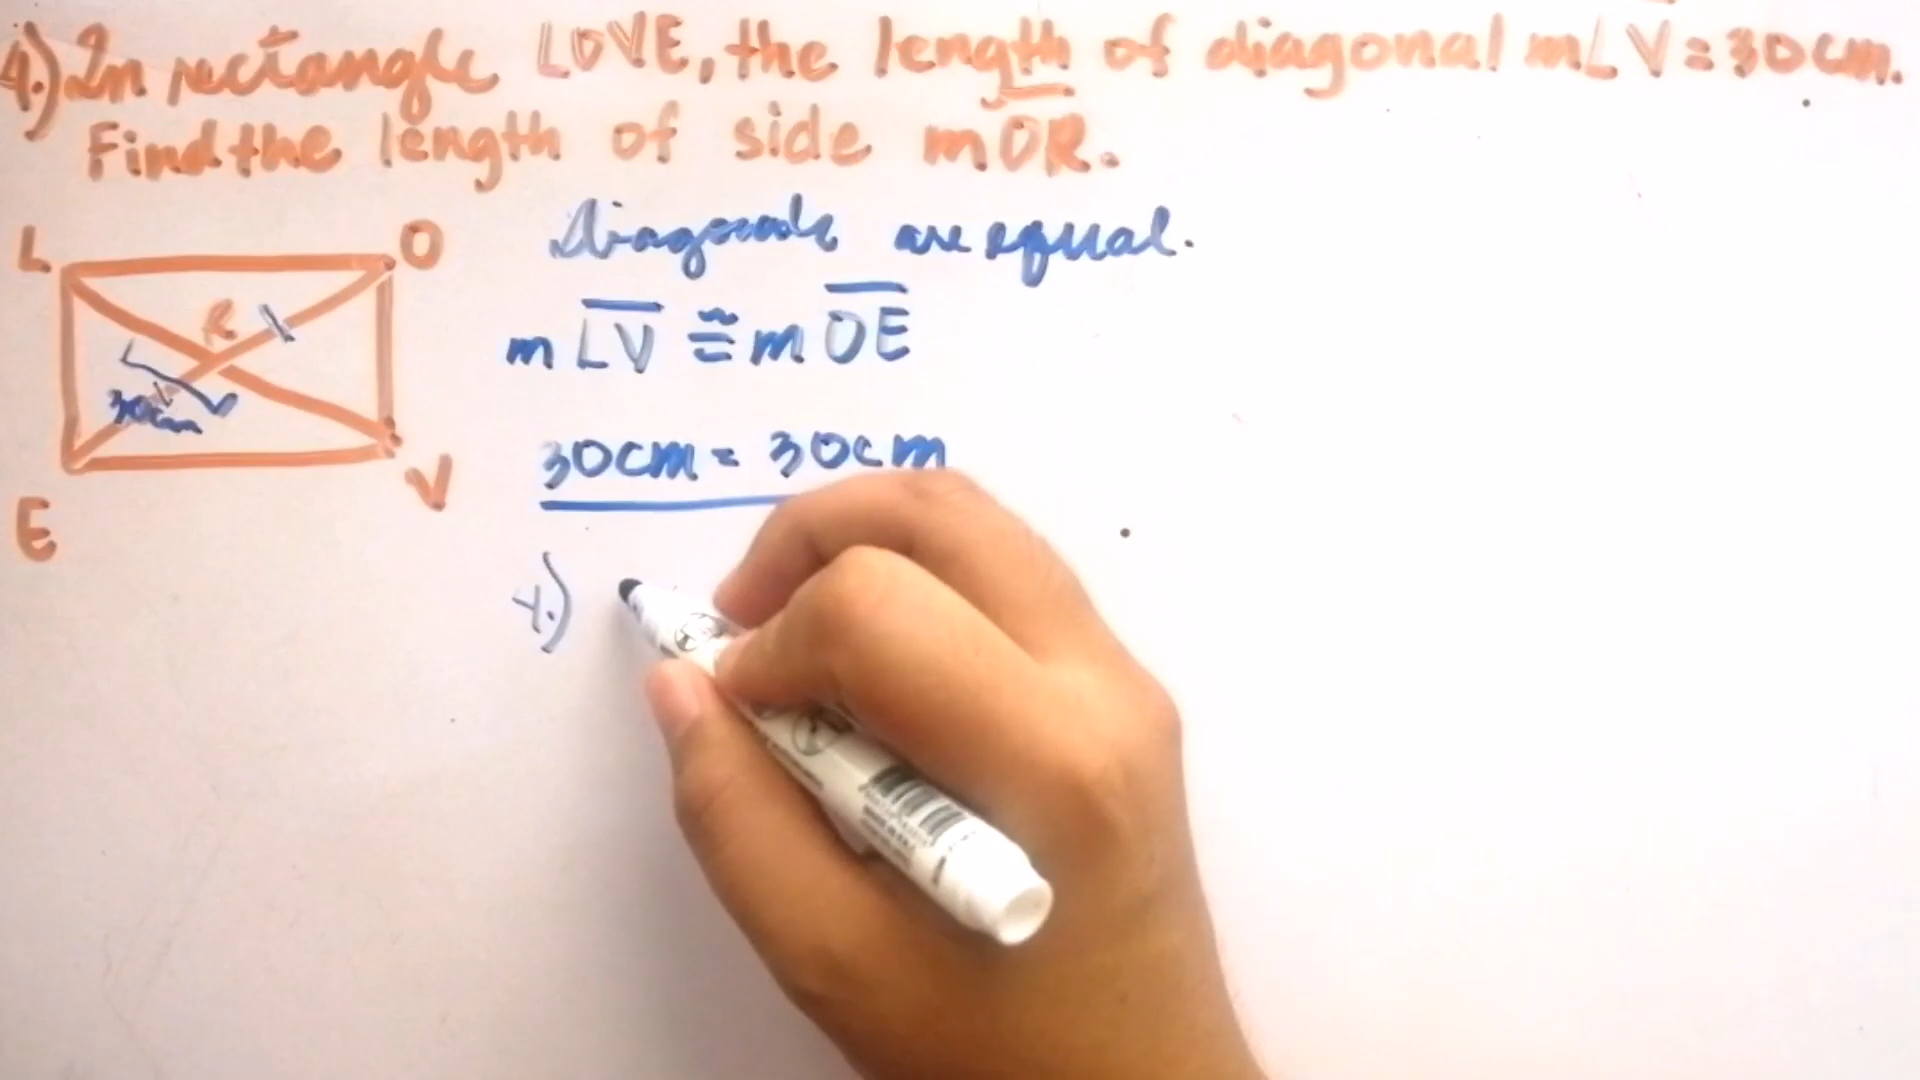 4.) In rectangle LOVE, the length of diagonal mLV = 30cm.
Find the length of side mOR.
Diagonals are equal.
L
O
R
30cm
E
V
m LV ≅ m OE
30cm = 30cm
4.)